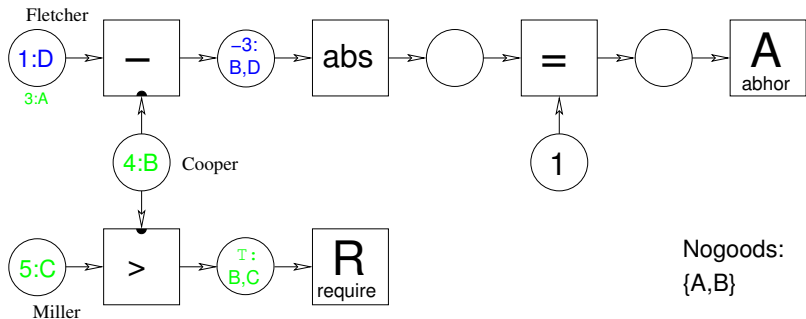 Fletcher
1:D
3:A
−
−3:
B,D
abs
=
A
abhor
4:B
Cooper
1
5:C
Miller
>
T:
B,C
R
require
Nogoods:
{A,B}